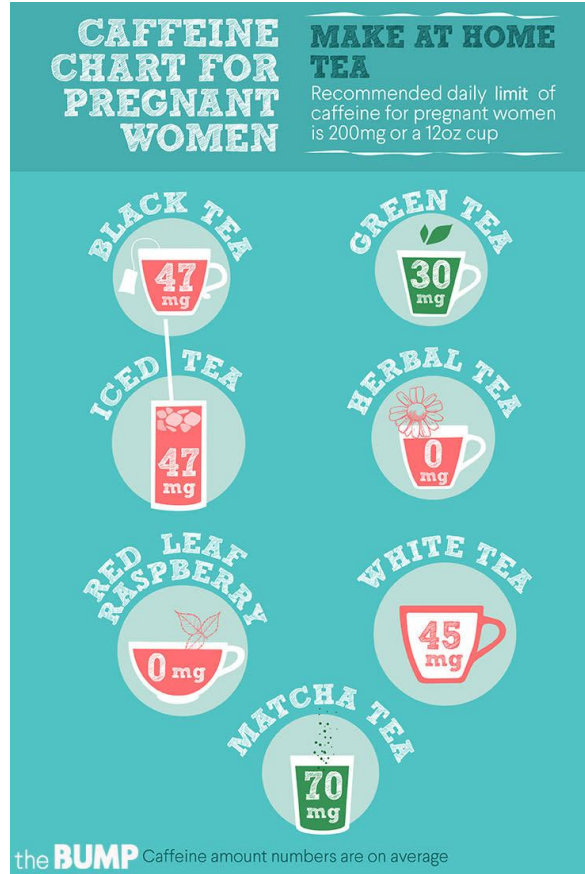 CAFFEINE
CHART FOR
PREGNANT
WOMEN
MAKE AT HOME
TEA
Recommended daily limit of
caffeine for pregnant women
is 200mg or a 12oz cup
BLACK TEA
47
mg
GREEN TEA
30
mg
ICED TEA
47
mg
HERBAL TEA
0
mg
RED LEAF
RASPBERRY
0 mg
WHITE TEA
45
mg
MATCHA TEA
70
mg
the BUMP Caffeine amount numbers are on average